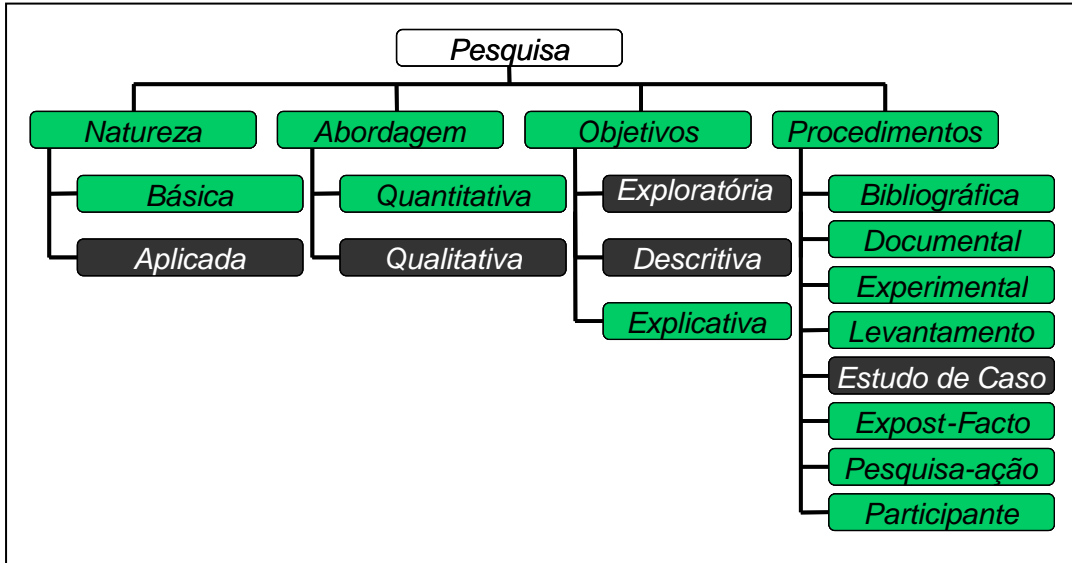 Pesquisa
Natureza
Básica
Aplicada
Abordagem
Quantitativa
Qualitativa
Objetivos
Exploratória
Descritiva
Explicativa
Procedimentos
Bibliográfica
Documental
Experimental
Levantamento
Estudo de Caso
Expost-Facto
Pesquisa-ação
Participante